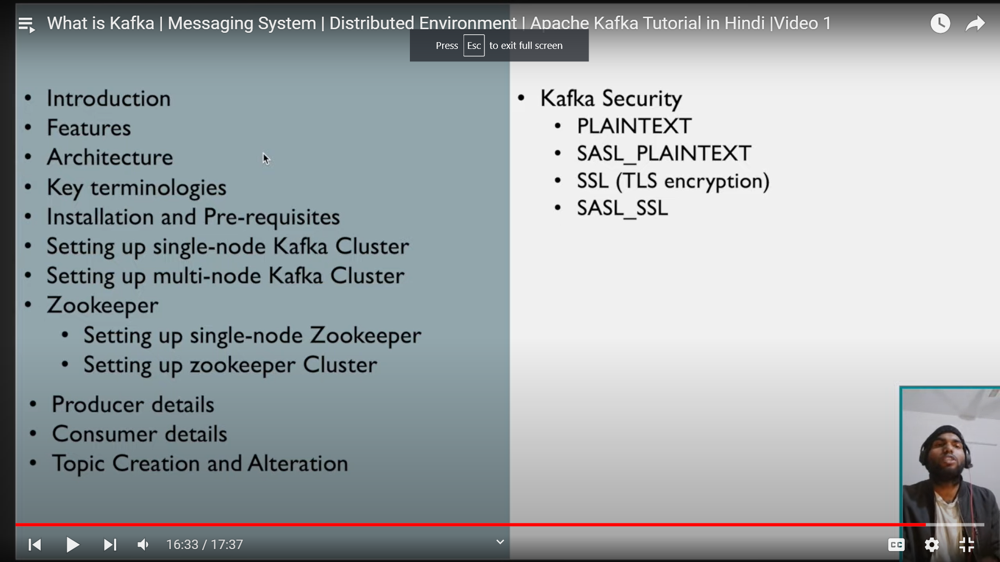 What is Kafka | Messaging System | Distributed Environment | Apache Kafka Tutorial in Hindi |Video 1
Press Esc to exit full screen
• Introduction
• Features
• Architecture
• Key terminologies
• Installation and Pre-requisites
• Setting up single-node Kafka Cluster
• Setting up multi-node Kafka Cluster
• Zookeeper
• Setting up single-node Zookeeper
• Setting up zookeeper Cluster
• Producer details
• Consumer details
• Topic Creation and Alteration
• Kafka Security
• PLAINTEXT
• SASL_PLAINTEXT
• SSL (TLS encryption)
• SASL_SSL
16:33 / 17:37
CC